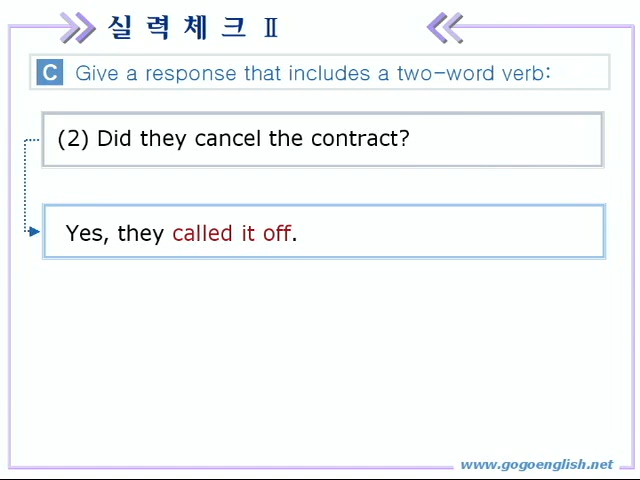 실력체크 Ⅱ
C Give a response that includes a two-word verb:
(2) Did they cancel the contract?
Yes, they called it off.
www.gogoenglish.net